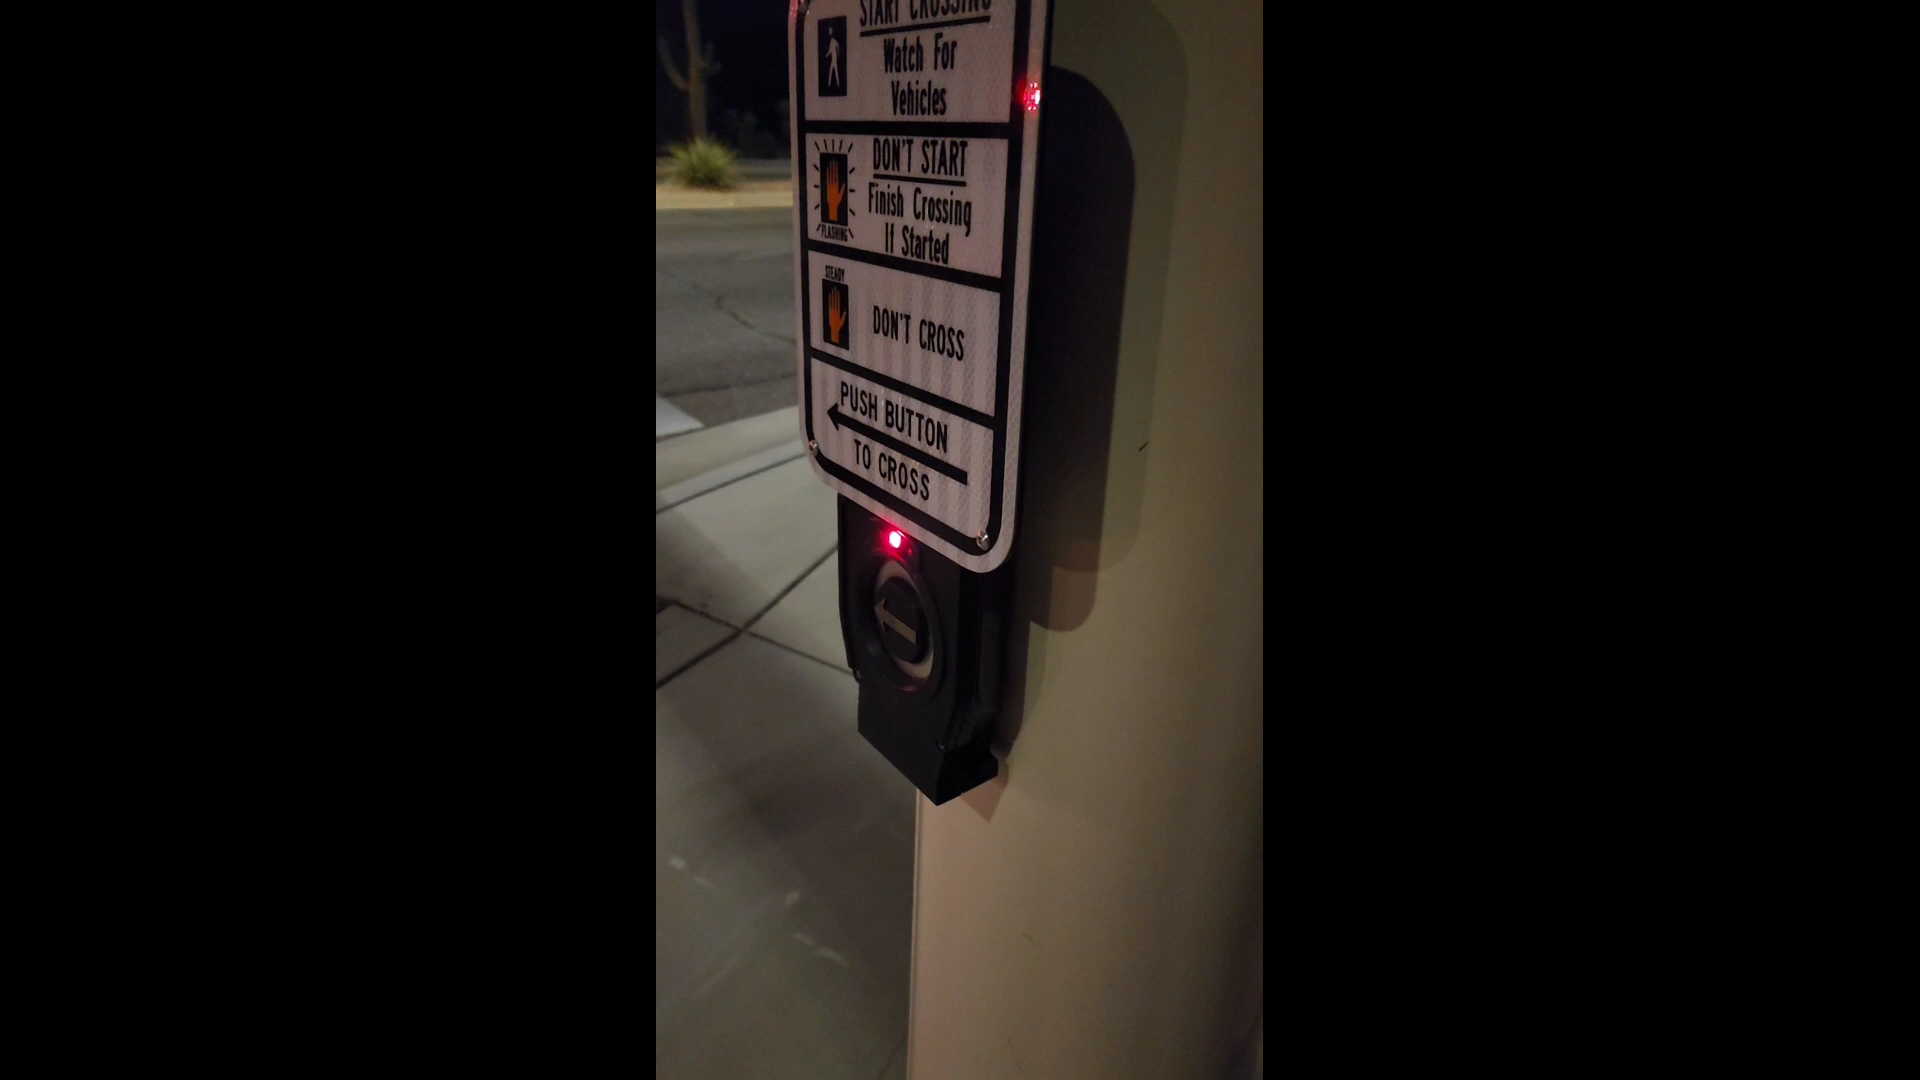 START CROSSING
Watch For
Vehicles
DON'T START
Finish Crossing
If Started
FLASHING
STEADY
DON'T CROSS
PUSH BUTTON
TO CROSS